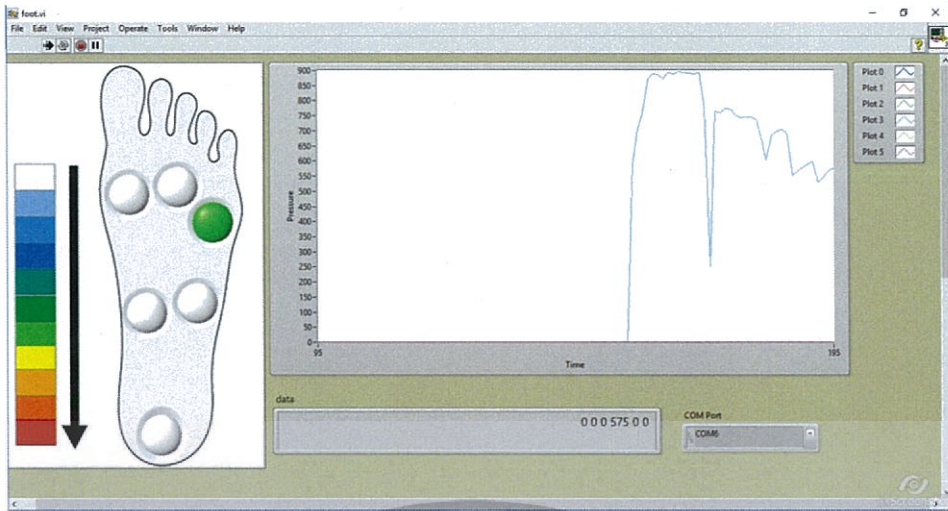 foot.vi
File Edit View Project Operate Tools Window Help
900
850
800
750
700
650
600
550
500
450
400
350
300
250
200
150
100
50
0
Pressure
95
195
Time
Plot 0
Plot 1
Plot 2
Plot 3
Plot 4
Plot 5
data
0 0 0 575 0 0
COM Port
COM6